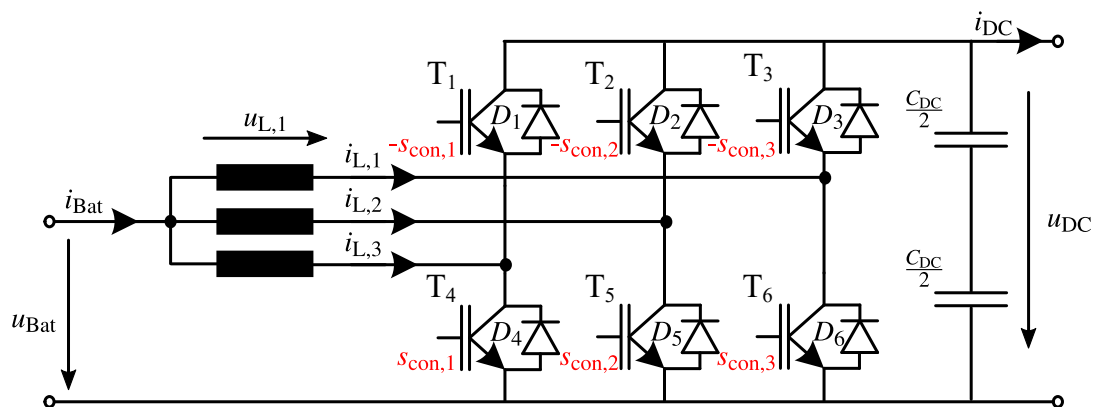 i_DC
T_1
T_2
T_3
D_1
D_2
D_3
C_DC/2
u_L,1
-s_con,1
-s_con,2
-s_con,3
i_L,1
i_Bat
i_L,2
u_DC
i_L,3
C_DC/2
T_4
T_5
T_6
u_Bat
D_4
D_5
D_6
s_con,1
s_con,2
s_con,3